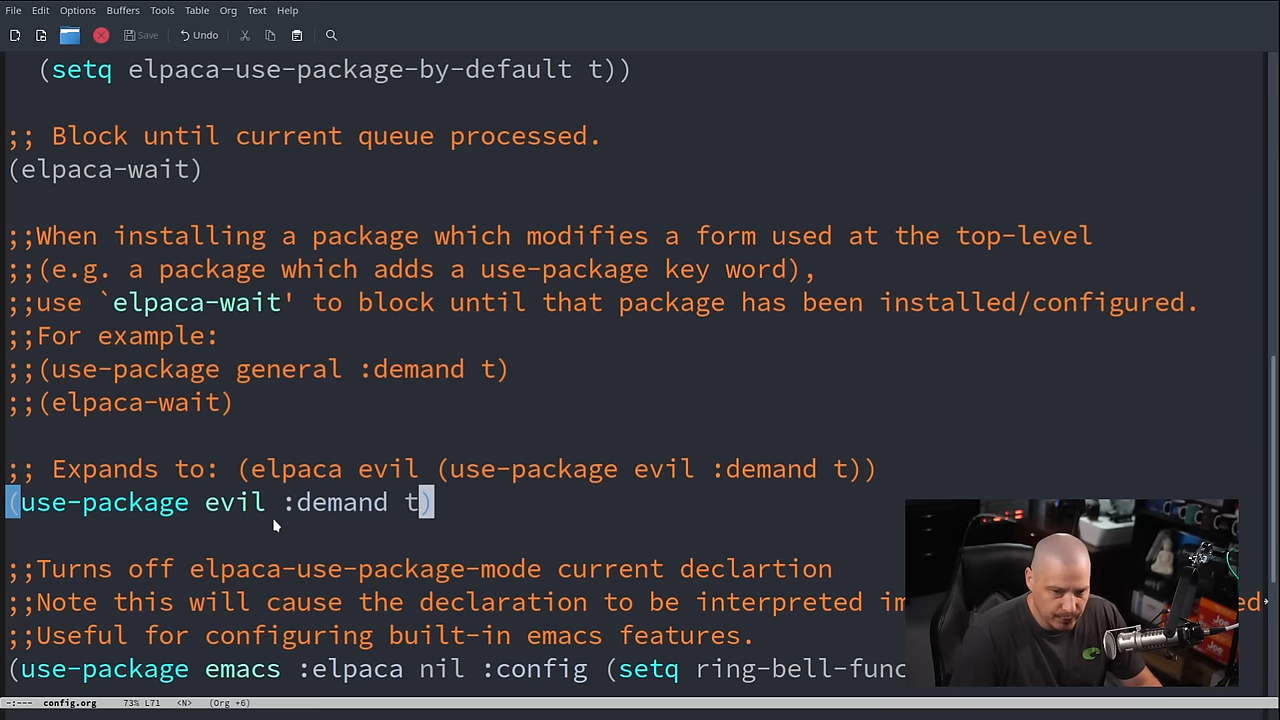 File Edit Options Buffers Tools Table Org Text Help
Save Undo
(setq elpaca-use-package-by-default t))
;; Block until current queue processed.
(elpaca-wait)
;;When installing a package which modifies a form used at the top-level
;;(e.g. a package which adds a use-package key word),
;;use `elpaca-wait' to block until that package has been installed/configured.
;;For example:
;;(use-package general :demand t)
;;(elpaca-wait)
;; Expands to: (elpaca evil (use-package evil :demand t))
(use-package evil :demand t)
;;Turns off elpaca-use-package-mode current declartion
;;Note this will cause the declaration to be interpreted
;;Useful for configuring built-in emacs features.
(use-package emacs :elpaca nil :config (setq ring-bell-func
-:--- config.org 73% L71 <N> (Org +6)